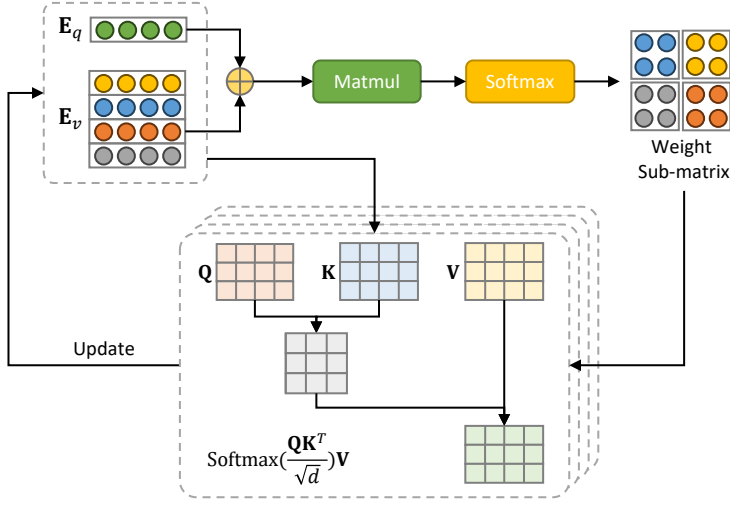 E_q
Matmul
Softmax
E_v
Weight
Sub-matrix
Q
K
V
Update
Softmax(QK^T/√d)V